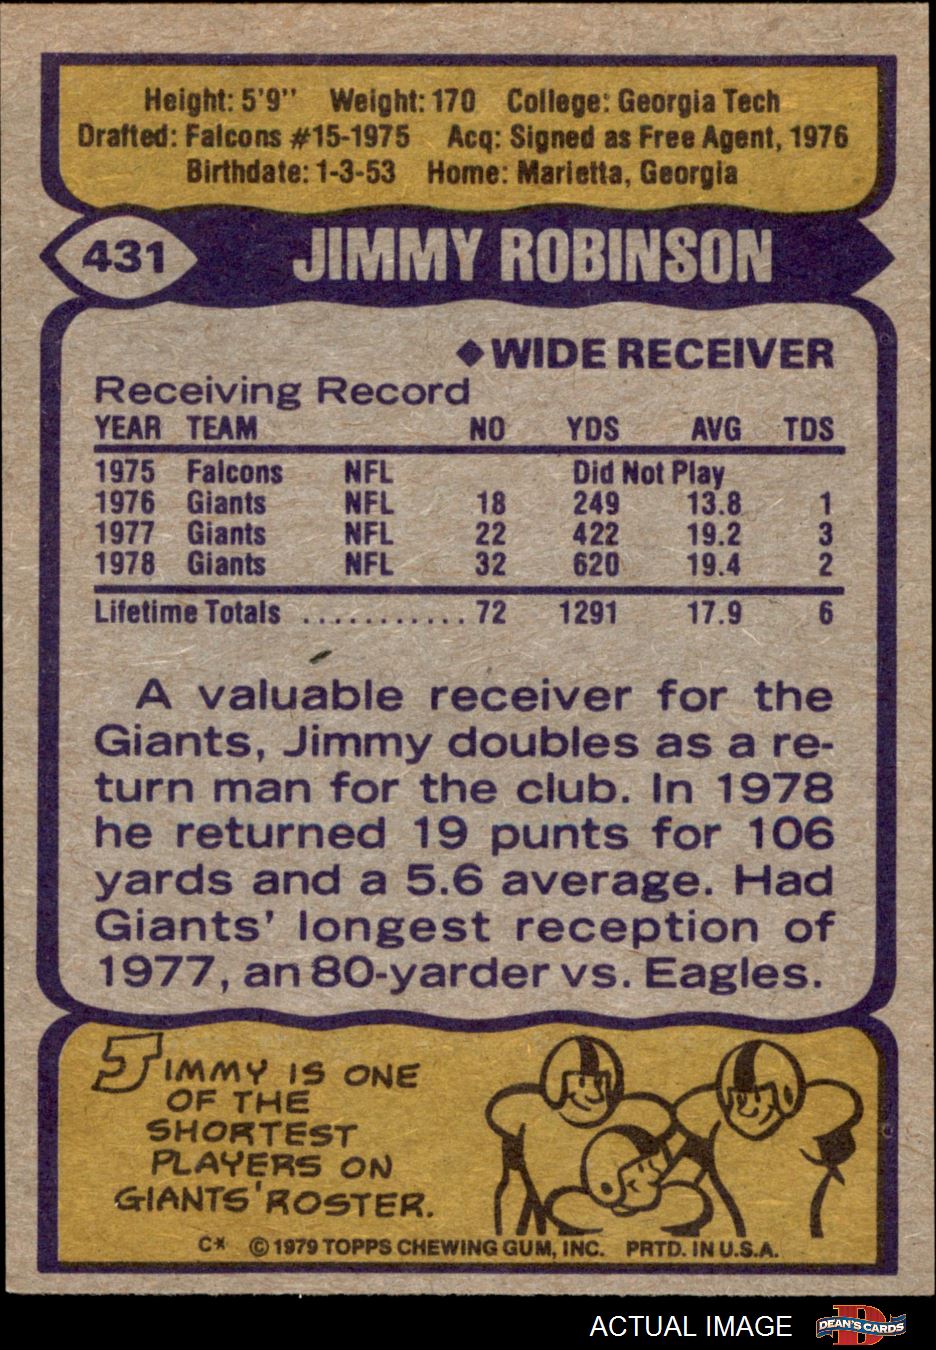 Height: 5'9" Weight: 170 College: Georgia Tech
Drafted: Falcons #15-1975 Acq: Signed as Free Agent, 1976
Birthdate: 1-3-53 Home: Marietta, Georgia
431 JIMMY ROBINSON
◆WIDE RECEIVER
Receiving Record
YEAR TEAM NO YDS AVG TDS
1975 Falcons NFL Did Not Play
1976 Giants NFL 18 249 13.8 1
1977 Giants NFL 22 422 19.2 3
1978 Giants NFL 32 620 19.4 2
Lifetime Totals ........... 72 1291 17.9 6
A valuable receiver for the
Giants, Jimmy doubles as a re-
turn man for the club. In 1978
he returned 19 punts for 106
yards and a 5.6 average. Had
Giants' longest reception of
1977, an 80-yarder vs. Eagles.
JIMMY IS ONE
OF THE
SHORTEST
PLAYERS ON
GIANTS' ROSTER.
C* © 1979 TOPPS CHEWING GUM, INC. PRTD. IN U.S.A.
ACTUAL IMAGE D DEAN'S CARDS